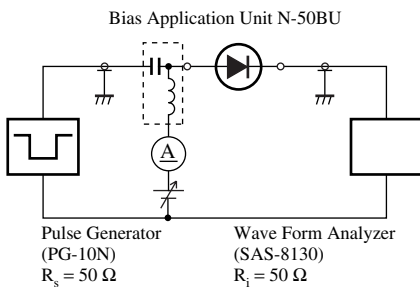 Bias Application Unit N-50BU
A
Pulse Generator
(PG-10N)
Rs = 50 Ω
Wave Form Analyzer
(SAS-8130)
Ri = 50 Ω